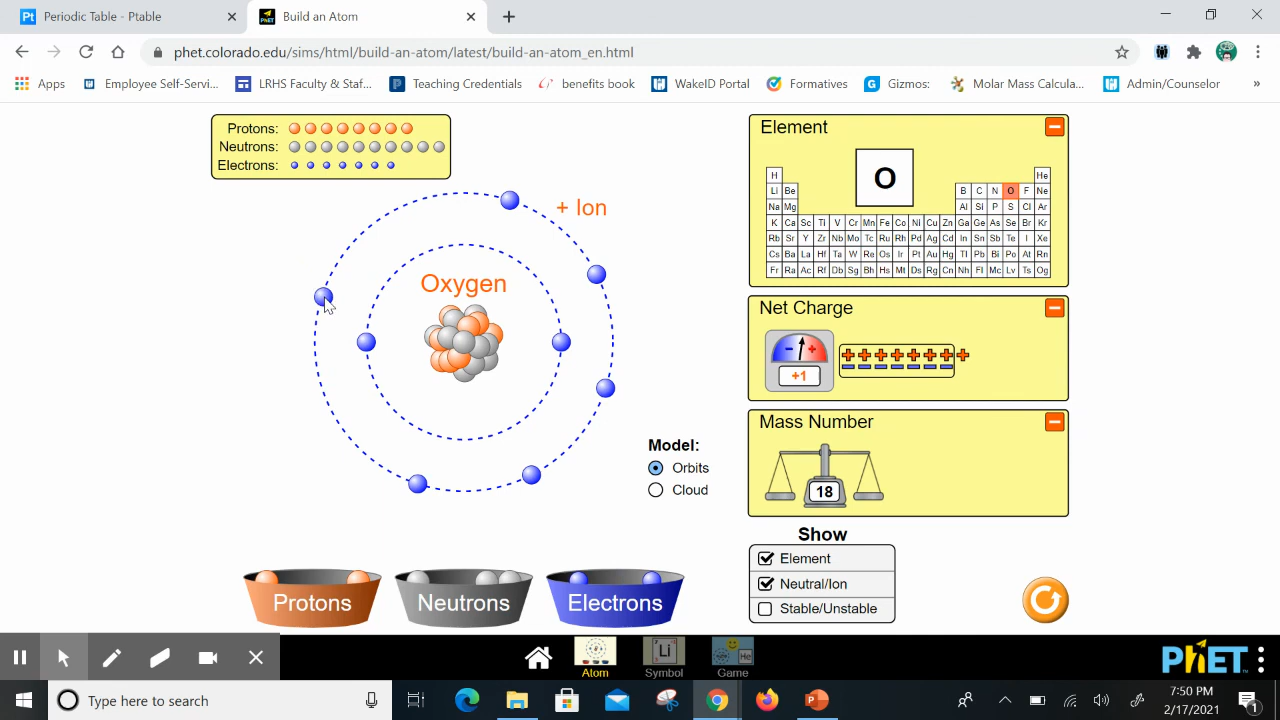 Pt Periodic Table - Ptable
PhET Build an Atom
phet.colorado.edu/sims/html/build-an-atom/latest/build-an-atom_en.html
Apps Employee Self-Servi... LRHS Faculty & Staf... Teaching Credentials benefits book WakeID Portal Formatives G Gizmos: Molar Mass Calcula... Admin/Counselor »
Protons:
Neutrons:
Electrons:
+ Ion
Oxygen
Element
O
H He
Li Be B C N O F Ne
Na Mg Al Si P S Cl Ar
K Ca Sc Ti V Cr Mn Fe Co Ni Cu Zn Ga Ge As Se Br Kr
Rb Sr Y Zr Nb Mo Tc Ru Rh Pd Ag Cd In Sn Sb Te I Xe
Cs Ba La Hf Ta W Re Os Ir Pt Au Hg Tl Pb Bi Po At Rn
Fr Ra Ac Rf Db Sg Bh Hs Mt Ds Rg Cn Nh Fl Mc Lv Ts Og
Net Charge
- +
+1
Mass Number
18
Model:
Orbits
Cloud
Show
Element
Neutral/Ion
Stable/Unstable
Protons Neutrons Electrons
Atom
Li
Symbol
He
Game
PhET
Type here to search
7:50 PM
2/17/2021
1